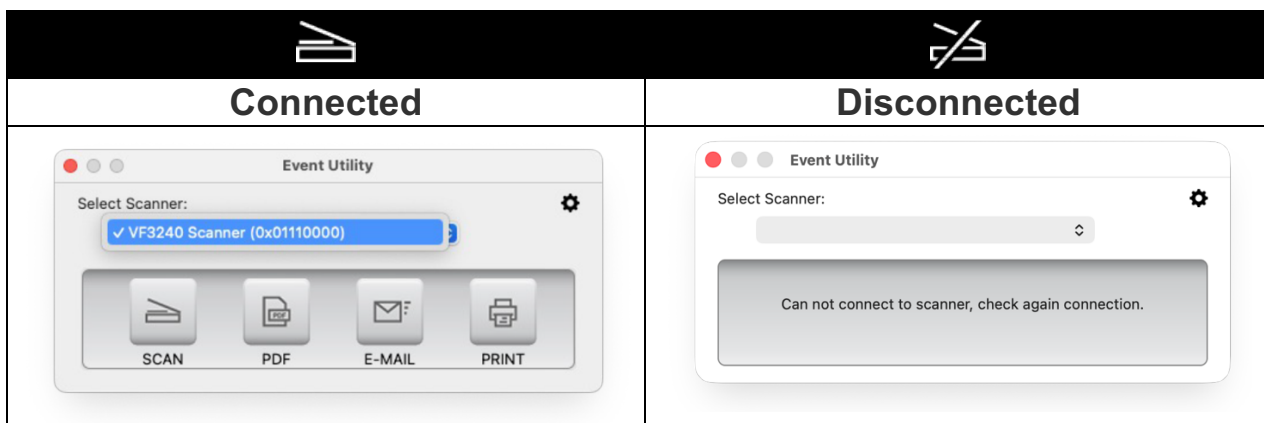 Connected
Disconnected
Event Utility
Select Scanner:
✓ VF3240 Scanner (0x01110000)
PDF
SCAN
PDF
E-MAIL
PRINT
Event Utility
Select Scanner:
Can not connect to scanner, check again connection.